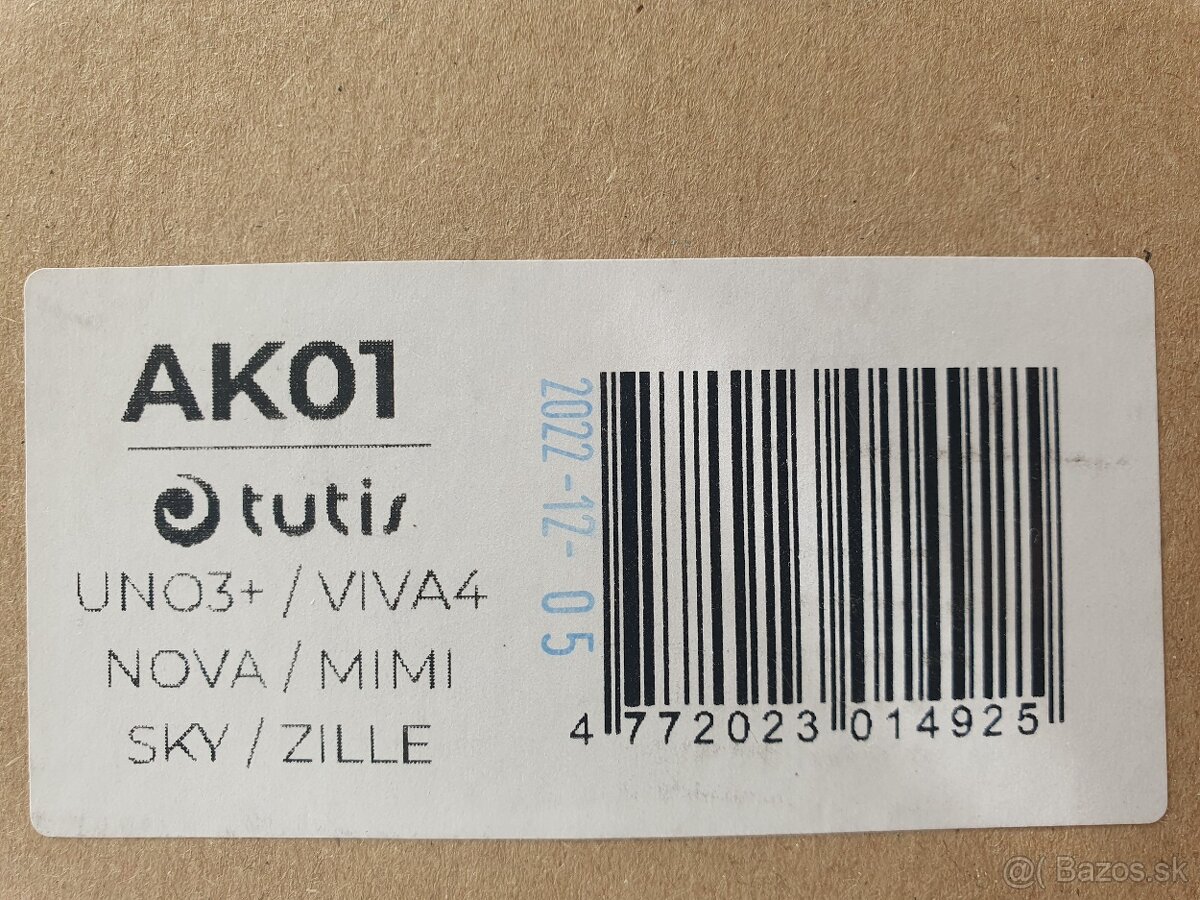 AK01
tutis
UNO3+ / VIVA4
NOVA / MIMI
SKY / ZILLE
2022-12-05
4 772023 014925
@( Bazos.sk